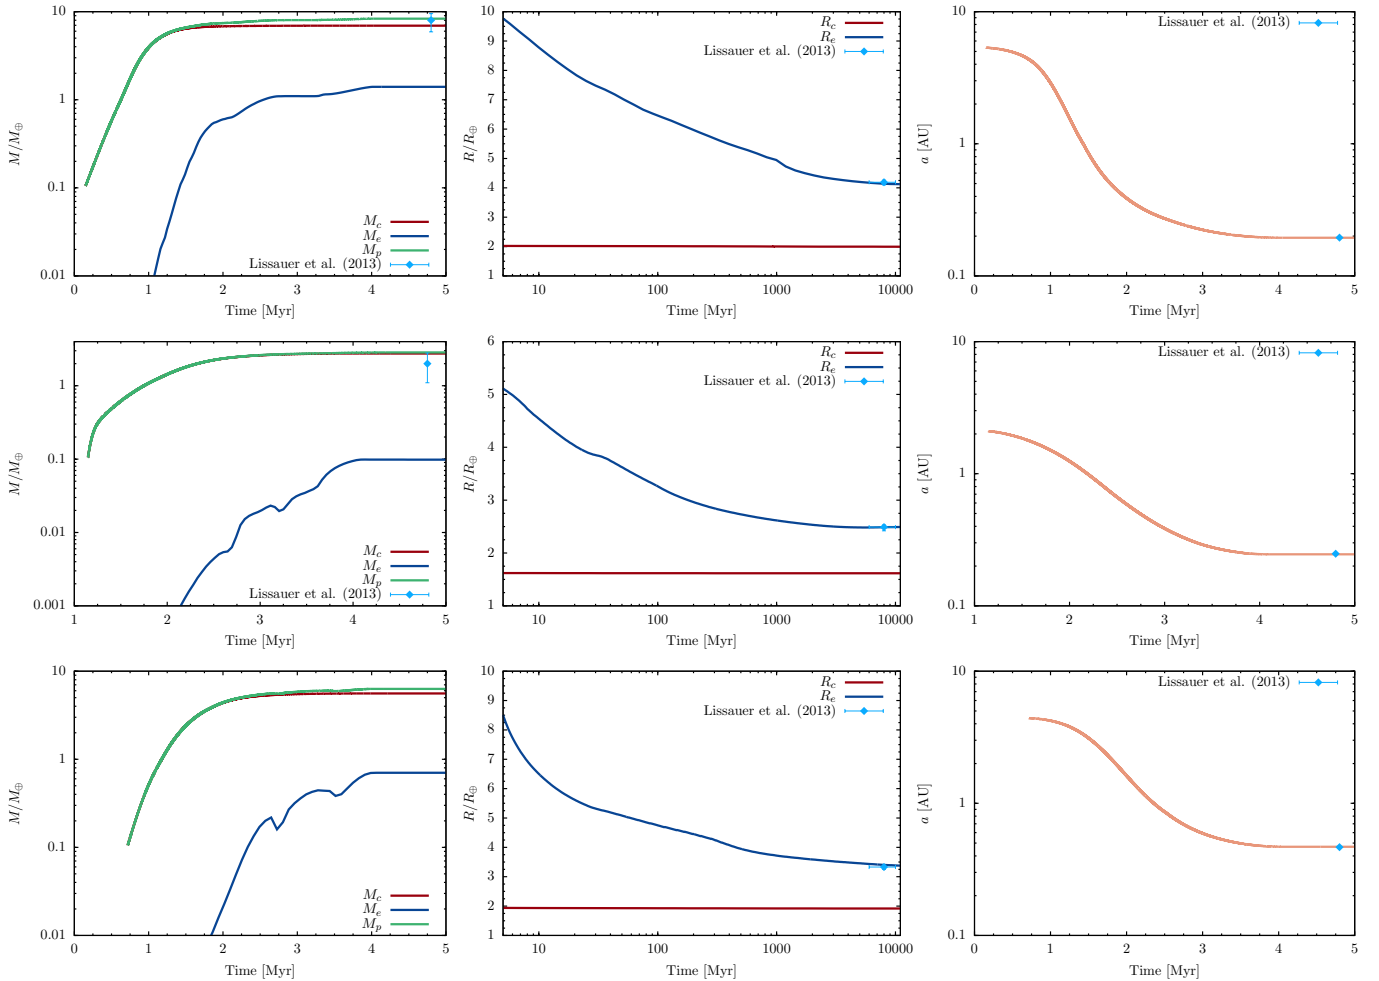 10
1
0.1
0.01
0
1
2
3
4
5
M/M⊕
Time [Myr]
M_c
M_e
M_p
Lissauer et al. (2013)
10
9
8
7
6
5
4
3
2
1
10
100
1000
10000
R/R⊕
Time [Myr]
R_c
R_e
Lissauer et al. (2013)
10
1
0.1
0
1
2
3
4
5
a [AU]
Time [Myr]
Lissauer et al. (2013)
1
0.1
0.01
0.001
1
2
3
4
5
M/M⊕
Time [Myr]
M_c
M_e
M_p
Lissauer et al. (2013)
6
5
4
3
2
1
10
100
1000
10000
R/R⊕
Time [Myr]
R_c
R_e
Lissauer et al. (2013)
10
1
0.1
1
2
3
4
5
a [AU]
Time [Myr]
Lissauer et al. (2013)
10
1
0.1
0.01
0
1
2
3
4
5
M/M⊕
Time [Myr]
M_c
M_e
M_p
10
9
8
7
6
5
4
3
2
1
10
100
1000
10000
R/R⊕
Time [Myr]
R_c
R_e
Lissauer et al. (2013)
10
1
0.1
0
1
2
3
4
5
a [AU]
Time [Myr]
Lissauer et al. (2013)